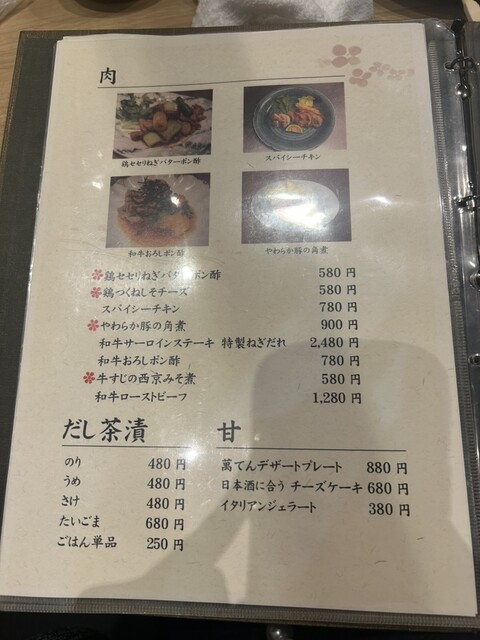 肉
鶏セセリねぎバターポン酢
スパイシーチキン
和牛おろしポン酢
やわらか豚の角煮
鶏セセリねぎバターポン酢 580 円
鶏つくねしそチーズ 580 円
スパイシーチキン 780 円
やわらか豚の角煮 900 円
和牛サーロインステーキ 特製ねぎだれ 2,480 円
和牛おろしポン酢 780 円
牛すじの西京みそ煮 580 円
和牛ローストビーフ 1,280 円
だし茶漬
のり 480 円
うめ 480 円
さけ 480 円
たいごま 680 円
ごはん単品 250 円
甘
萬てんデザートプレート 880 円
日本酒に合う チーズケーキ 680 円
イタリアンジェラート 380 円